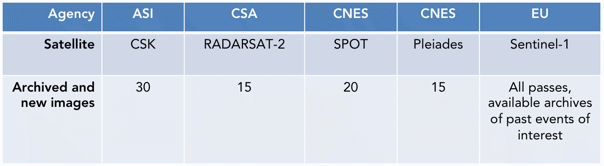 Agency ASI CSA CNES CNES EU
Satellite CSK RADARSAT-2 SPOT Pleiades Sentinel-1
Archived and new images 30 15 20 15 All passes, available archives of past events of interest